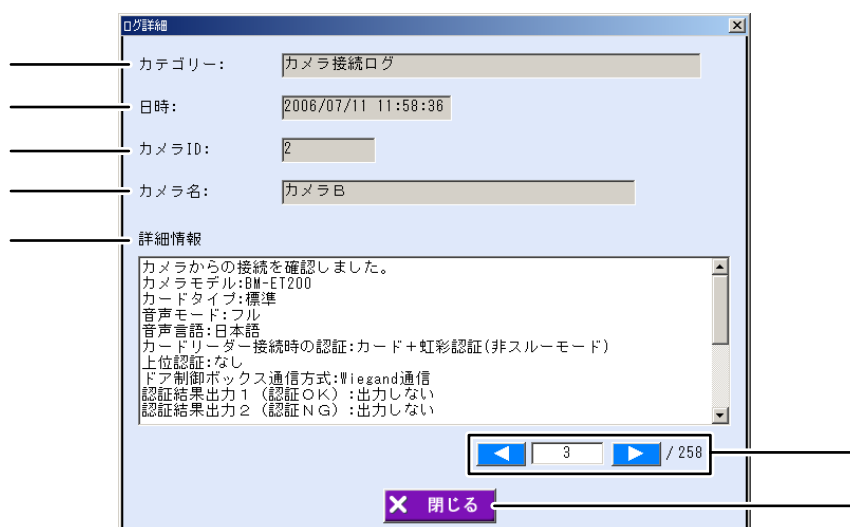 ログ詳細
カテゴリー: カメラ接続ログ
日時: 2006/07/11 11:58:36
カメラID: 2
カメラ名: カメラB
詳細情報
カメラからの接続を確認しました。
カメラモデル:BM-ET200
カードタイプ:標準
音声モード:フル
音声言語:日本語
カードリーダー接続時の認証:カード+虹彩認証(非スルーモード)
上位認証:なし
ドア制御ボックス通信方式:Wiegand通信
認証結果出力1(認証OK):出力しない
認証結果出力2(認証NG):出力しない
3 / 258
閉じる